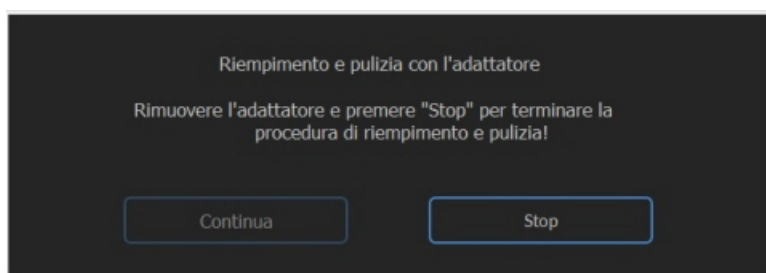 Riempimento e pulizia con l'adattatore
Rimuovere l'adattatore e premere "Stop" per terminare la
procedura di riempimento e pulizia!
Continua
Stop